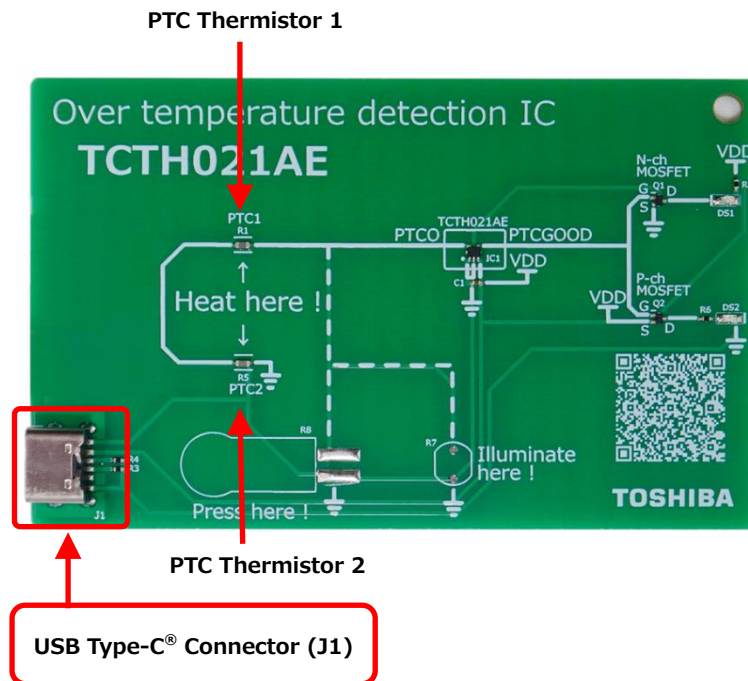 PTC Thermistor 1
Over temperature detection IC
TCTH021AE
N-ch
MOSFET
VDD
G Q1 D
S
R
DS1
PTC1
R1
TCTH021AE
PTCO
PTCGOOD
IC1
C1
VDD
Heat here !
P-ch
MOSFET
VDD
G Q2
S D
R6
DS2
R5
PTC2
R8
R7
Illuminate
here !
R4
R3
J1
Press here !
TOSHIBA
PTC Thermistor 2
USB Type-C® Connector (J1)